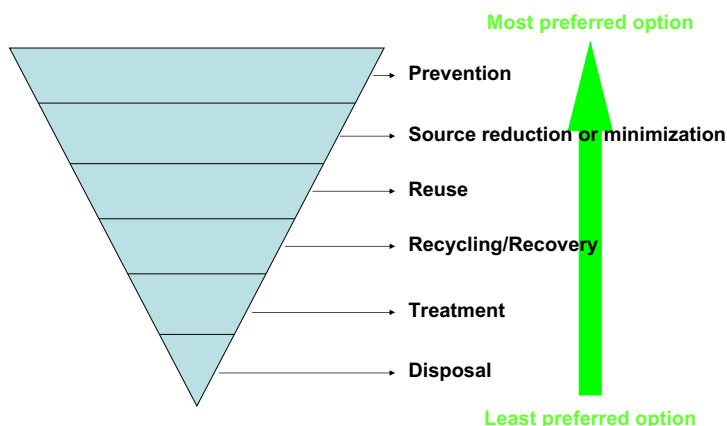 Most preferred option
Prevention
Source reduction or minimization
Reuse
Recycling/Recovery
Treatment
Disposal
Least preferred option